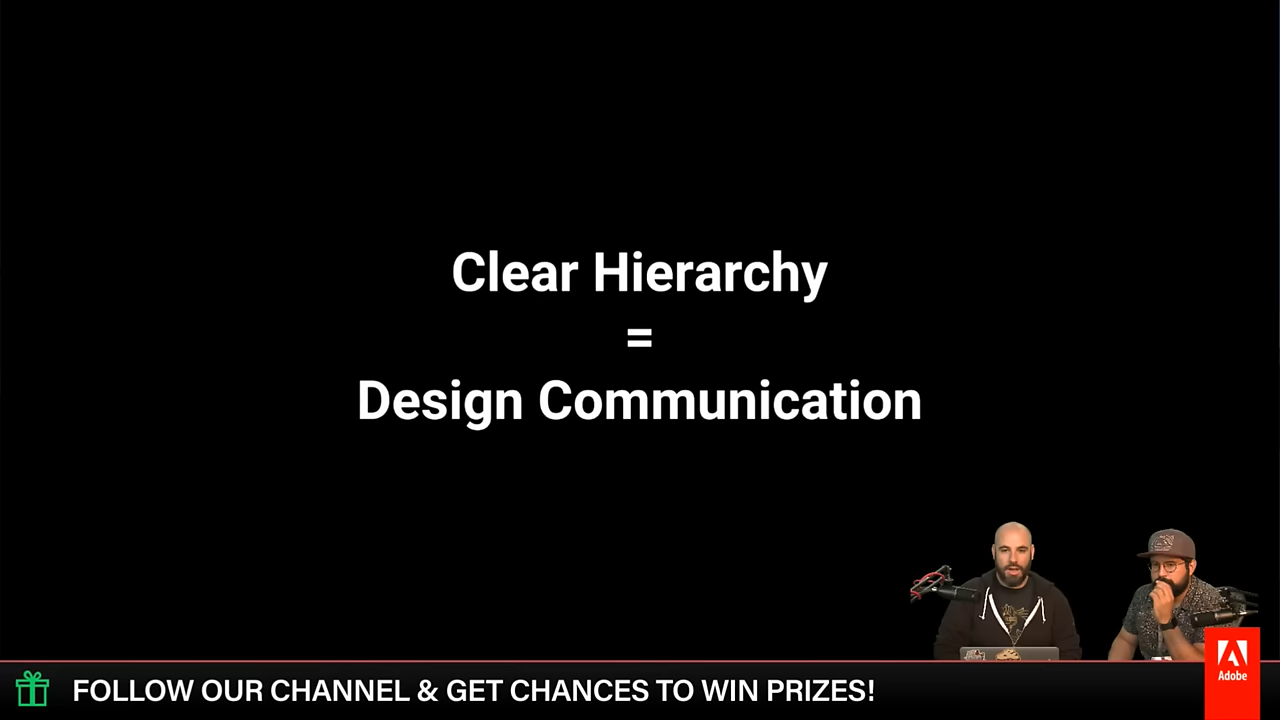 Clear Hierarchy
=
Design Communication
FOLLOW OUR CHANNEL & GET CHANCES TO WIN PRIZES!
Adobe